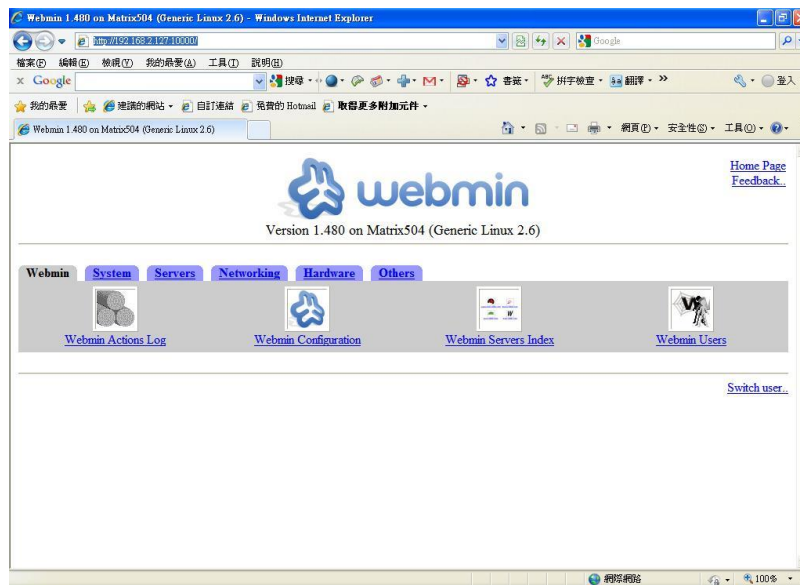 Webmin 1.480 on Matrix504 (Generic Linux 2.6) - Windows Internet Explorer
http://192.168.2.127:10000/
Google
檔案(F) 編輯(E) 檢視(V) 我的最愛(A) 工具(T) 說明(H)
x Google 搜尋 書籤 拼字檢查 翻譯 » 登入
我的最愛 建議的網站 自訂連結 免費的 Hotmail 取得更多附加元件
Webmin 1.480 on Matrix504 (Generic Linux 2.6) 網頁(P) 安全性(S) 工具(O)
Home Page
Feedback..
webmin
Version 1.480 on Matrix504 (Generic Linux 2.6)
Webmin System Servers Networking Hardware Others
Webmin Actions Log Webmin Configuration Webmin Servers Index Webmin Users
Switch user..
網際網路 100%